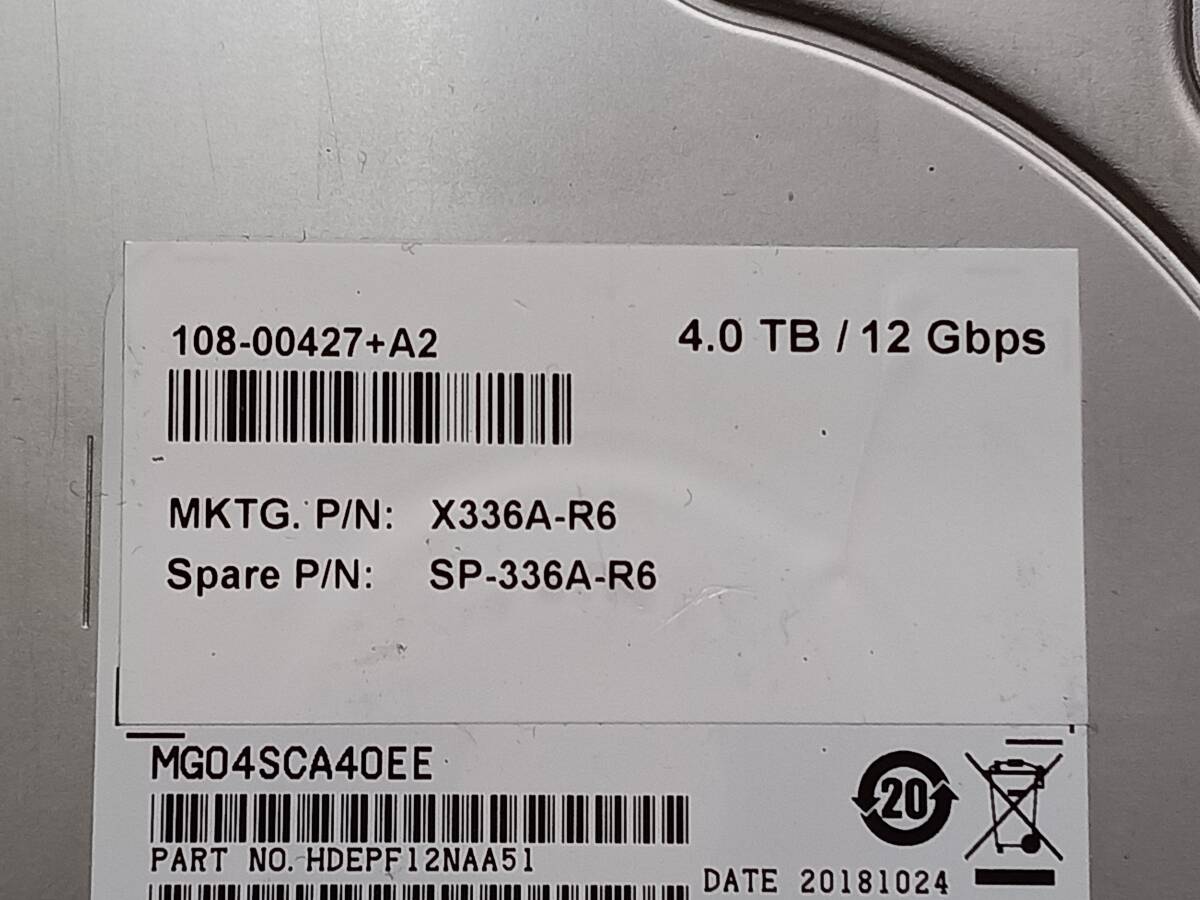 108-00427+A2
4.0 TB / 12 Gbps
MKTG. P/N: X336A-R6
Spare P/N: SP-336A-R6
MG04SCA40EE
20
PART NO. HDEPF12NAA51
DATE 20181024